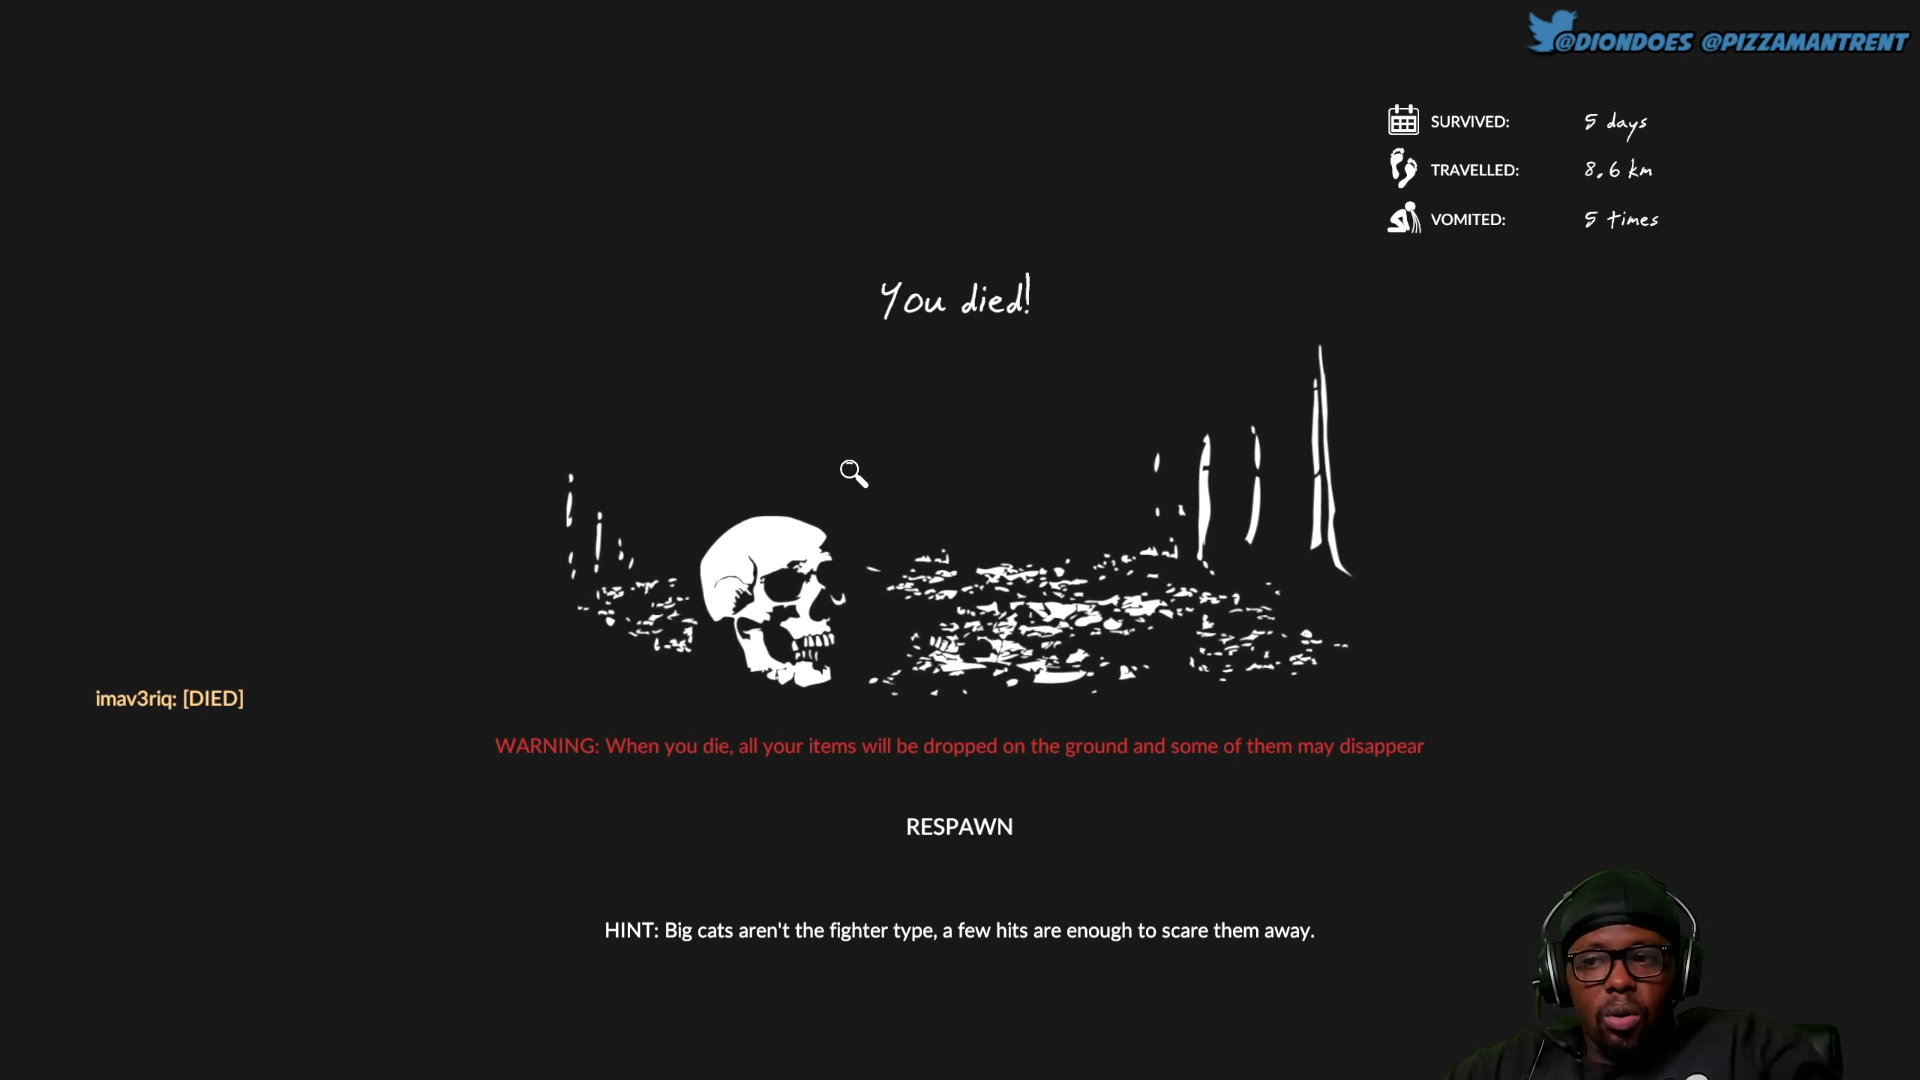 @DIONDOES @PIZZAMANTRENT
SURVIVED: 5 days
TRAVELLED: 8.6 km
VOMITED: 5 times
You died!
imav3riq: [DIED]
WARNING: When you die, all your items will be dropped on the ground and some of them may disappear
RESPAWN
HINT: Big cats aren't the fighter type, a few hits are enough to scare them away.